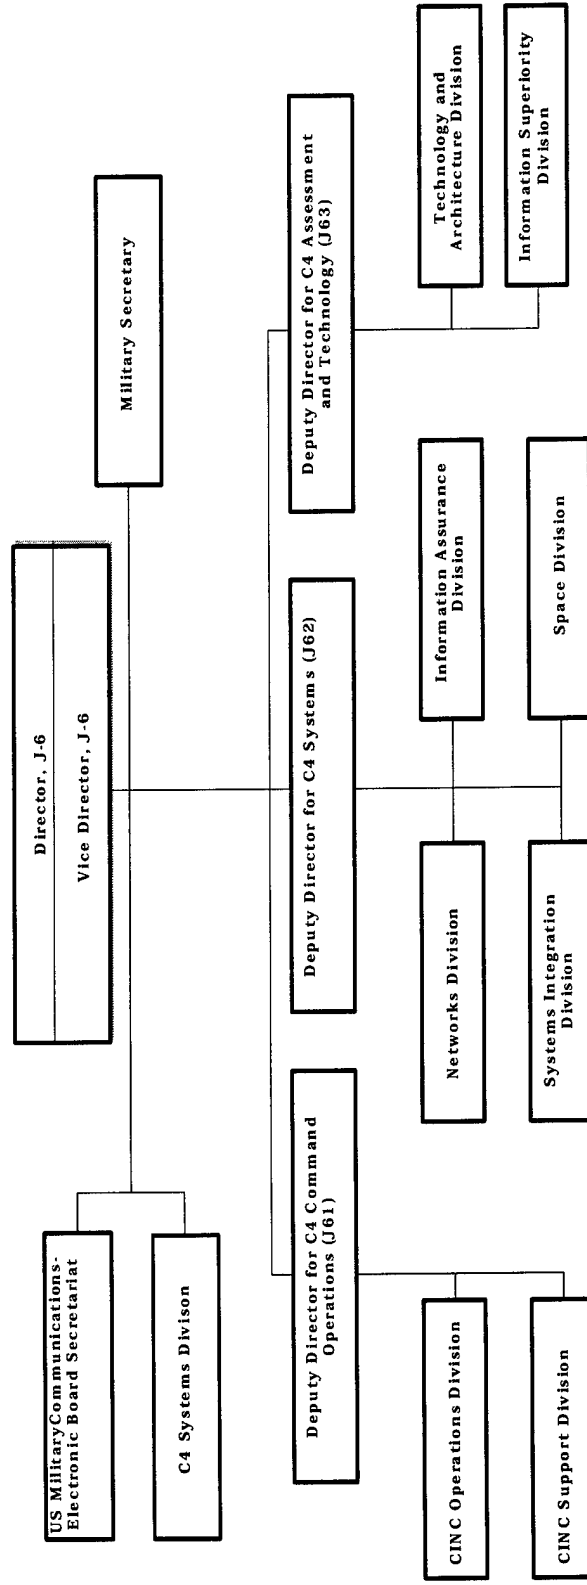 Director, J-6
Vice Director, J-6
US Military Communications-
Electronic Board Secretariat
Military Secretary
C4 Systems Divison
Deputy Director for C4 Command
Operations (J61)
Deputy Director for C4 Systems (J62)
Deputy Director for C4 Assessment
and Technology (J63)
CINC Operations Division
Networks Division
Information Assurance
Division
Technology and
Architecture Division
CINC Support Division
Systems Integration
Division
Space Division
Information Superiority
Division